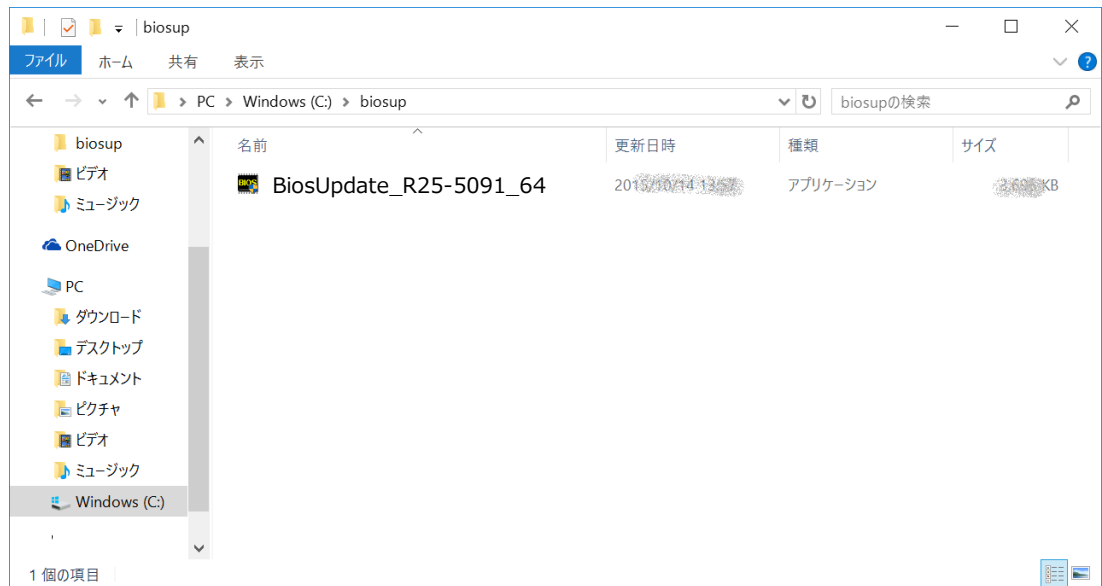 biosup
ファイル ホーム 共有 表示
PC Windows (C:) biosup biosupの検索
名前 更新日時 種類 サイズ
biosup
ビデオ
ミュージック
OneDrive
PC
ダウンロード
デスクトップ
ドキュメント
ピクチャ
ビデオ
ミュージック
Windows (C:)
BIOS BiosUpdate_R25-5091_64 アプリケーション KB
1 個の項目